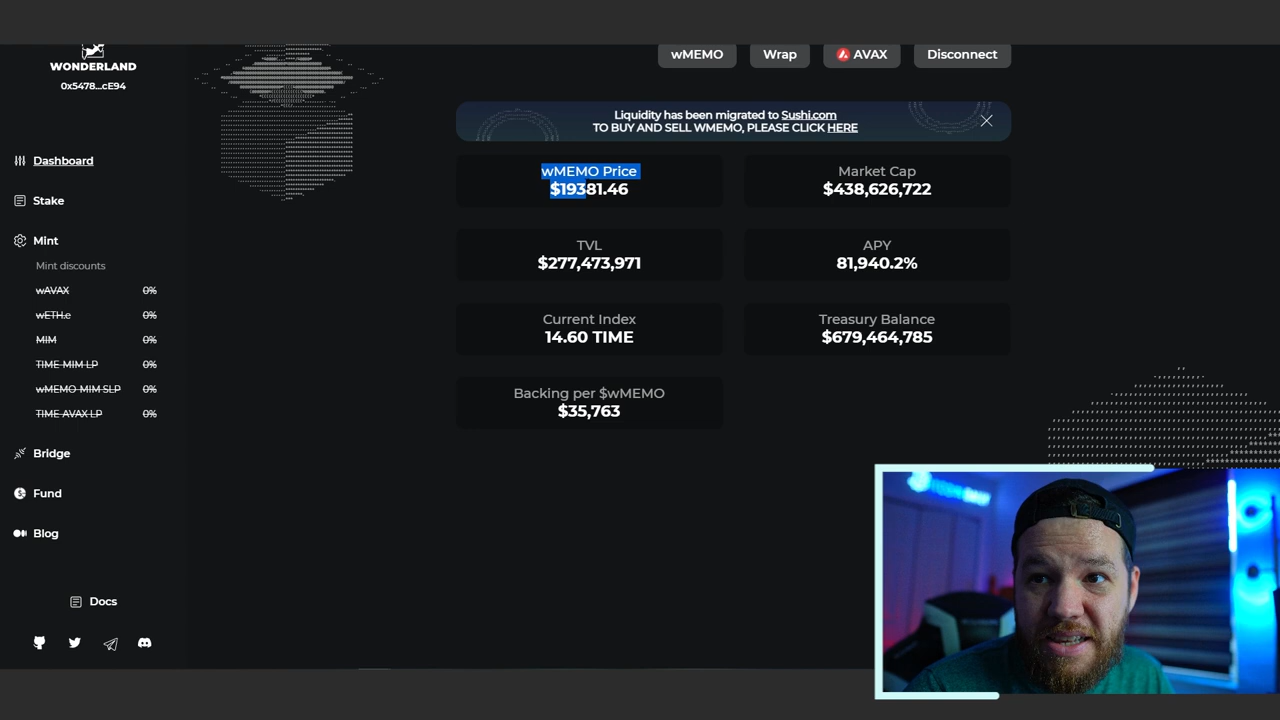 WONDERLAND
0x5478...cE94
Dashboard
Stake
Mint
Mint discounts
wAVAX 0%
wETH.e 0%
MIM 0%
TIME-MIM LP 0%
wMEMO-MIM SLP 0%
TIME-AVAX LP 0%
Bridge
Fund
Blog
Docs
wMEMO
Wrap
AVAX
Disconnect
Liquidity has been migrated to Sushi.com
TO BUY AND SELL WMEMO, PLEASE CLICK HERE
wMEMO Price
$19381.46
Market Cap
$438,626,722
TVL
$277,473,971
APY
81,940.2%
Current Index
14.60 TIME
Treasury Balance
$679,464,785
Backing per $wMEMO
$35,763